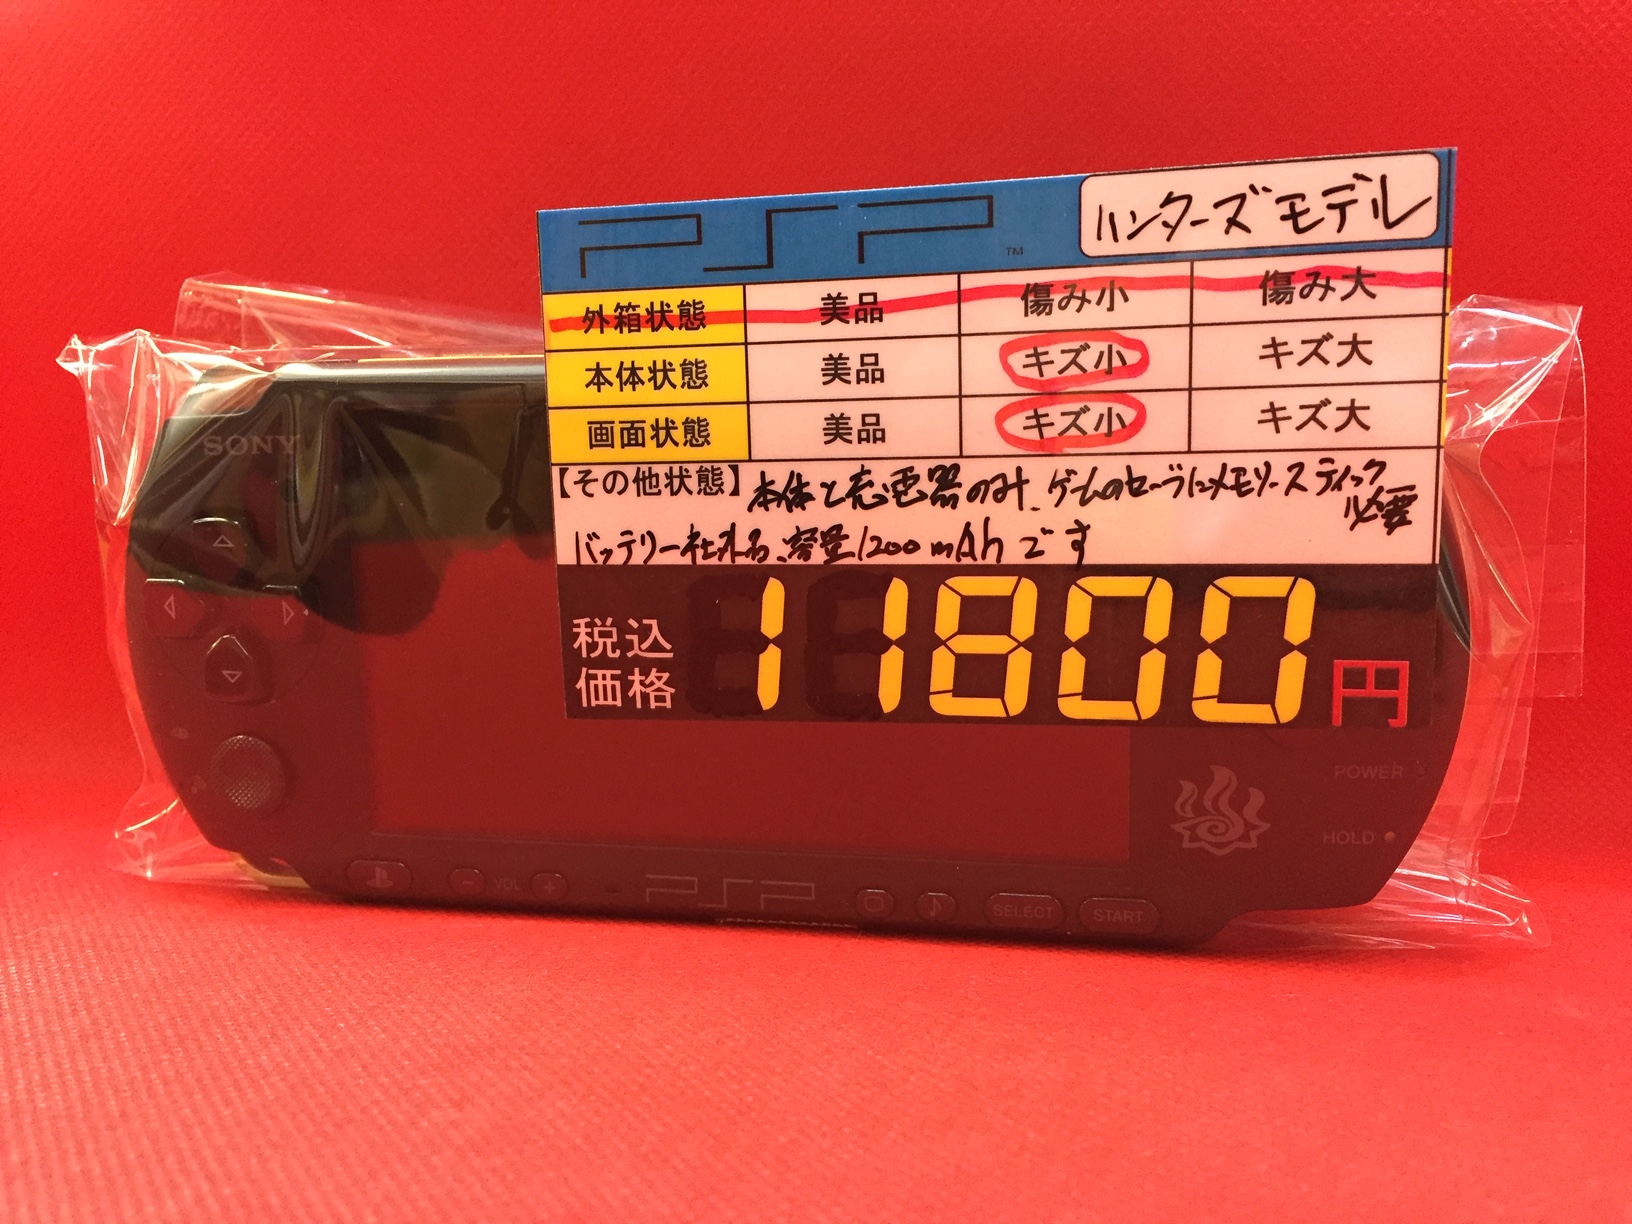 PSP TM ハンターズモデル
外箱状態 美品 傷み小 傷み大
本体状態 美品 キズ小 キズ大
画面状態 美品 キズ小 キズ大
【その他状態】本体と充電器のみ、ゲームのセーブにメモリースティック
必要
バッテリー社外品、容量1200mAhです
税込
価格
11800円
SONY
POWER
HOLD
VOL
PSP
SELECT
START